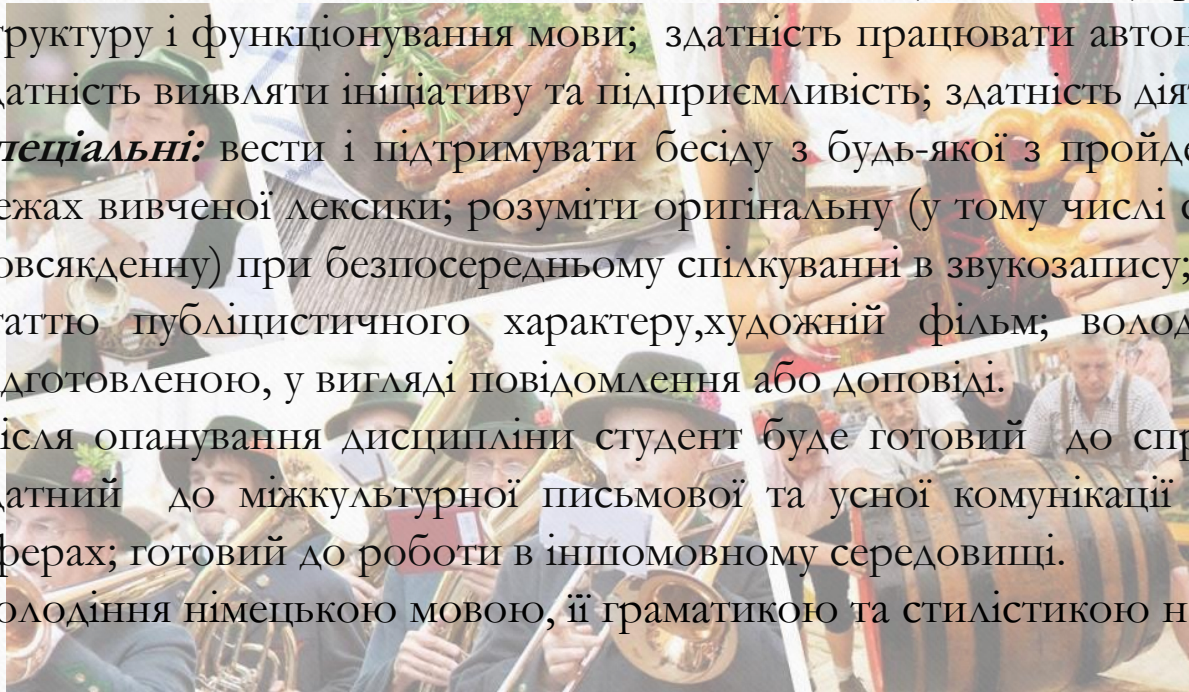 труктуру і функціонування мови; здатність працювати автон
датність виявляти ініціативу та підприємливість; здатність дія
пеціальні: вести і підтримувати бесіду з будь-якої з пройде
ежах вивченої лексики; розуміти оригінальну (у тому числі
овсякденну) при безпосередньому спілкуванні в звукозапису;
таттю публіцистичного характеру,художній фільм; волод
дготовленою, у вигляді повідомлення або доповіді.
ісля опанування дисципліни студент буде готовий до спр
датний до міжкультурної письмової та усної комунікації
ферах; готовий до роботи в іншомовному середовищі.
олодіння німецькою мовою, її граматикою та стилістикою н